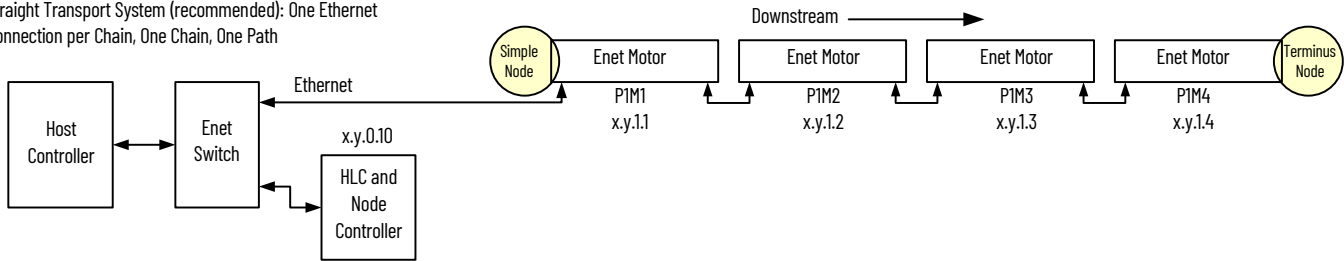 traight Transport System (recommended): One Ethernet
onnection per Chain, One Chain, One Path
Downstream
Simple
Node
Enet Motor
Enet Motor
Enet Motor
Enet Motor
Terminus
Node
P1M1
x.y.1.1
P1M2
x.y.1.2
P1M3
x.y.1.3
P1M4
x.y.1.4
Ethernet
Host
Controller
Enet
Switch
x.y.0.10
HLC and
Node
Controller